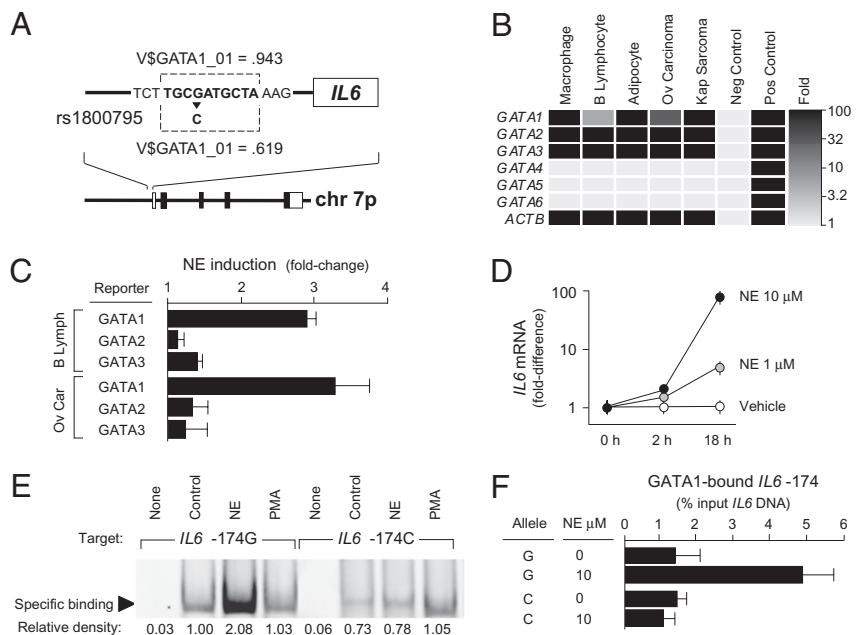 A
V$GATA1_01 = .943
TCT TGCGATGCTA AAG
IL6
rs1800795
C
V$GATA1_01 = .619
chr 7p
B
Macrophage
B Lymphocyte
Adipocyte
Ov Carcinoma
Kap Sarcoma
Neg Control
Pos Control
Fold
GATA1
GATA2
GATA3
GATA4
GATA5
GATA6
ACTB
100
32
10
3.2
1
C
NE induction (fold-change)
Reporter
1 2 3 4
B Lymph
GATA1
GATA2
GATA3
Ov Car
GATA1
GATA2
GATA3
D
IL6 mRNA
(fold-difference)
100
10
1
NE 10 µM
NE 1 µM
Vehicle
0 h 2 h 18 h
E
None Control NE PMA None Control NE PMA
Target: IL6 -174G IL6 -174C
Specific binding
Relative density: 0.03 1.00 2.08 1.03 0.06 0.73 0.78 1.05
F
GATA1-bound IL6 -174
(% input IL6 DNA)
Allele NE µM 0 1 2 3 4 5 6
G 0
G 10
C 0
C 10